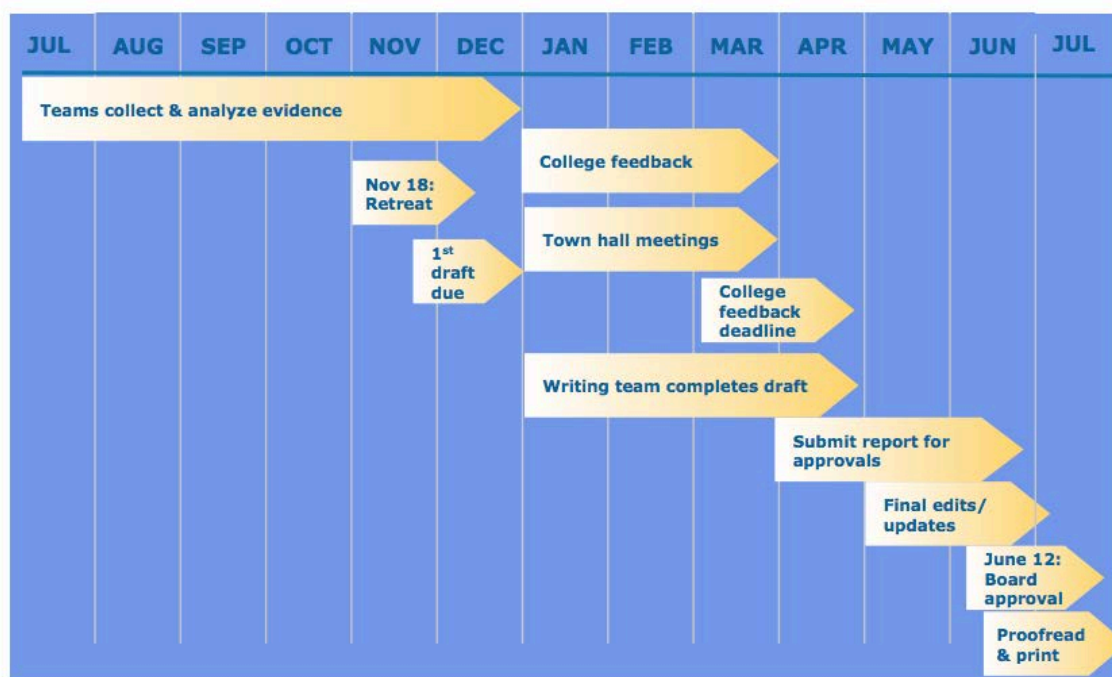 JUL AUG SEP OCT NOV DEC JAN FEB MAR APR MAY JUN JUL
Teams collect & analyze evidence
College feedback
Nov 18:
Retreat
Town hall meetings
1st
draft
due
College
feedback
deadline
Writing team completes draft
Submit report for
approvals
Final edits/
updates
June 12:
Board
approval
Proofread
& print